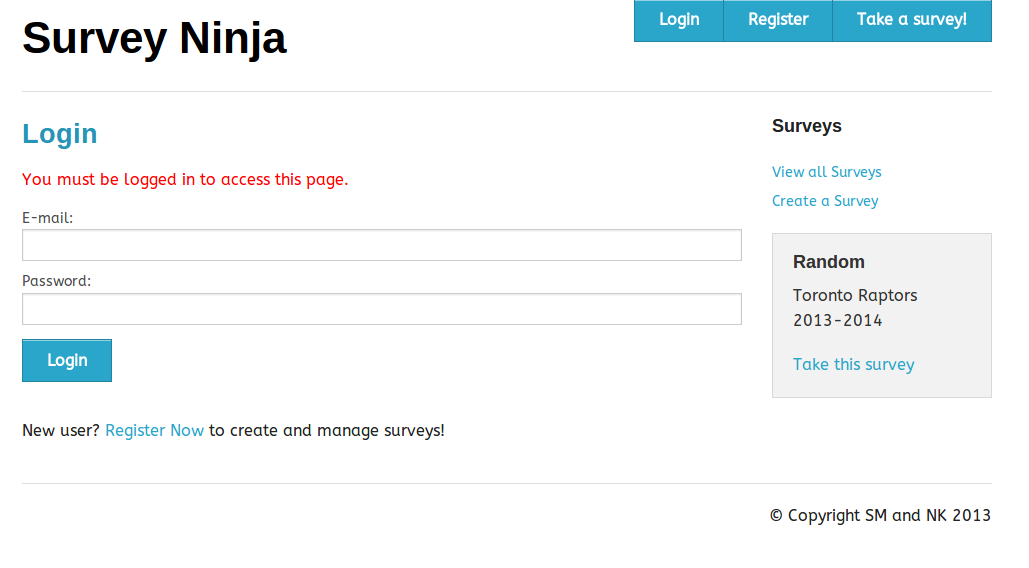 Survey Ninja
Login
Register
Take a survey!
Login
You must be logged in to access this page.
E-mail:
Password:
Login
New user? Register Now to create and manage surveys!
Surveys
View all Surveys
Create a Survey
Random
Toronto Raptors
2013-2014
Take this survey
© Copyright SM and NK 2013